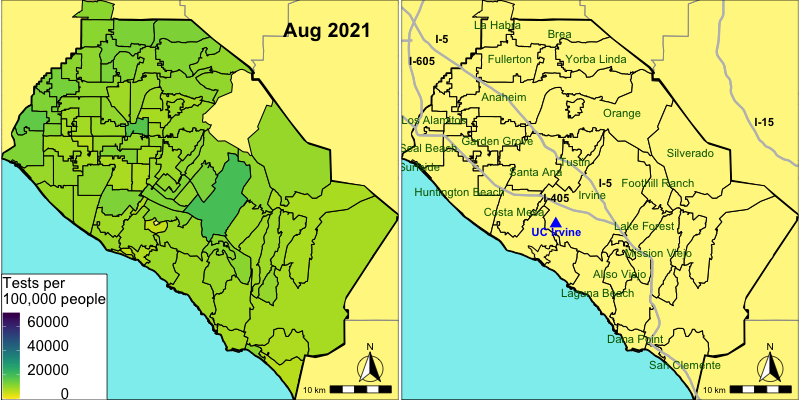 Aug 2021
Tests per
100,000 people
60000
40000
20000
0
N
10 km
La Habra
Brea
I-5
I-605
Fullerton
Yorba Linda
Anaheim
Orange
Los Alamitos
I-15
Garden Grove
Seal Beach
Silverado
Tustin
Sunside
Santa Ana
I-5
Foothill Ranch
Huntington Beach
I-405
Irvine
Costa Mesa
UC Irvine
Lake Forest
Mission Viejo
Aliso Viejo
Laguna Beach
Dana Point
San Clemente
N
10 km